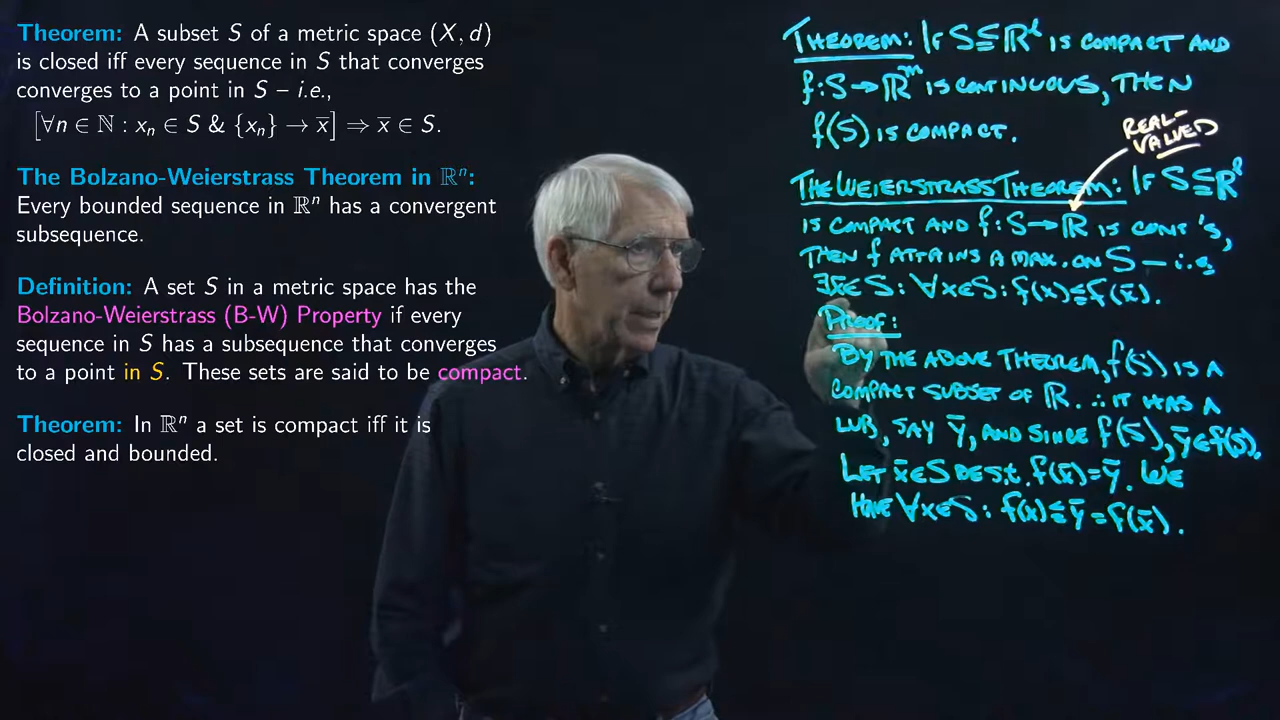 Theorem: A subset S of a metric space (X, d)
is closed iff every sequence in S that converges
converges to a point in S – i.e.,
[∀n ∈ ℕ : xₙ ∈ S & {xₙ} → x̅] ⇒ x̅ ∈ S.
The Bolzano-Weierstrass Theorem in ℝⁿ:
Every bounded sequence in ℝⁿ has a convergent
subsequence.
Definition: A set S in a metric space has the
Bolzano-Weierstrass (B-W) Property if every
sequence in S has a subsequence that converges
to a point in S. These sets are said to be compact.
Theorem: In ℝⁿ a set is compact iff it is
closed and bounded.
THEOREM: IF S ⊆ ℝˡ IS COMPACT AND
f: S → ℝᵐ IS CONTINUOUS, THEN
f(S) IS COMPACT.
REAL-
VALUED
THE WEIERSTRASS THEOREM: IF S ⊆ ℝˡ
IS COMPACT AND f: S → ℝ IS CONT'S,
THEN f ATTAINS A MAX. ON S — i.e,
∃x̄ ∈ S: ∀x ∈ S: f(x) ≦ f(x̄).
PROOF:
BY THE ABOVE THEOREM, f(S) IS A
COMPACT SUBSET OF ℝ. ∴ IT HAS A
LUB, SAY ȳ, AND SINCE f(S), ȳ ∈ f(S).
LET x̄ ∈ S BE S.t. f(x̄) = ȳ. WE
HAVE ∀x ∈ S: f(x) ≦ ȳ = f(x̄).